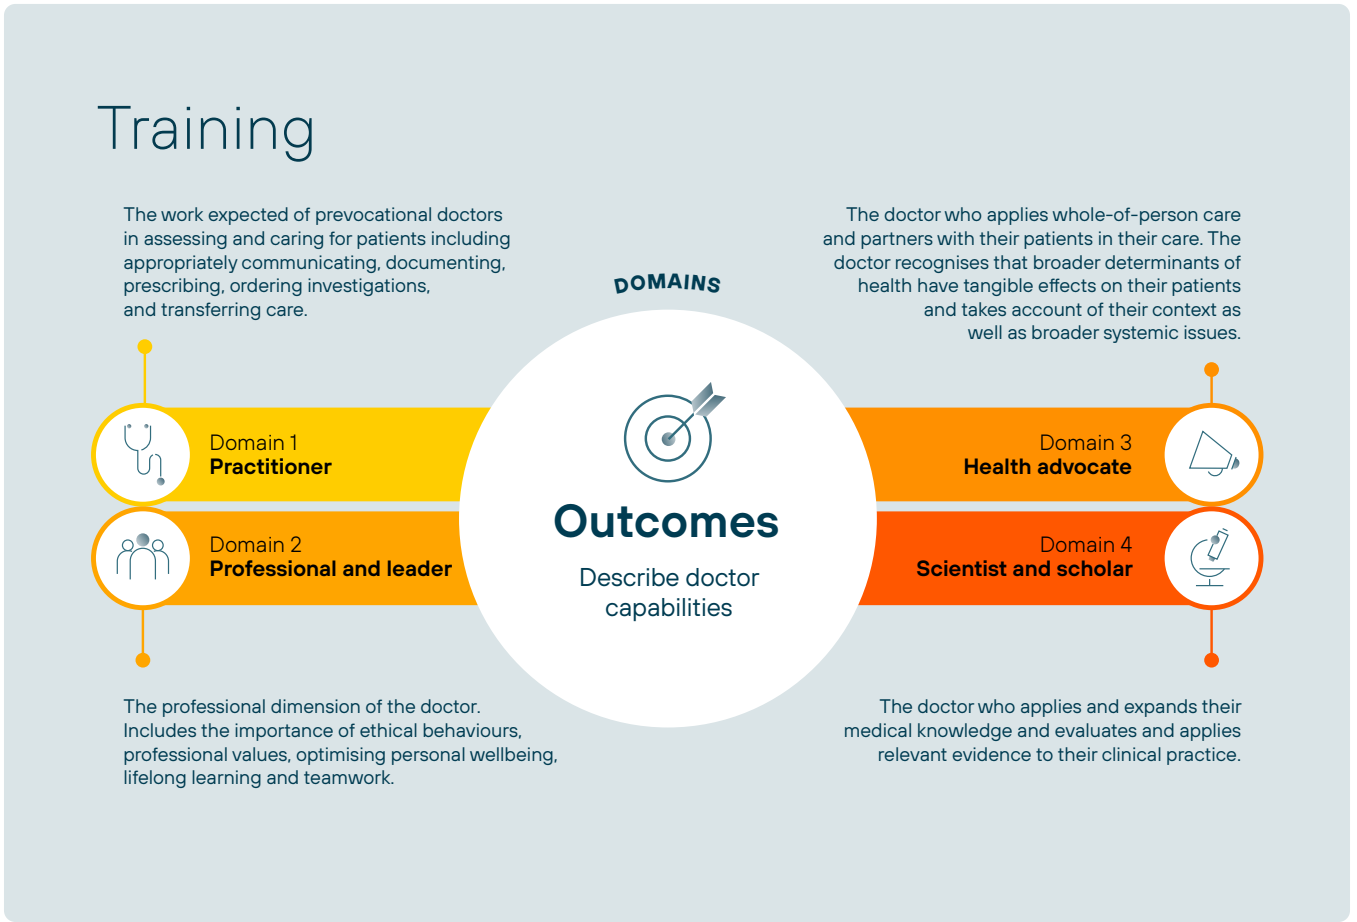 Training
The work expected of prevocational doctors
in assessing and caring for patients including
appropriately communicating, documenting,
prescribing, ordering investigations,
and transferring care.
Domain 1
Practitioner
Domain 2
Professional and leader
The professional dimension of the doctor.
Includes the importance of ethical behaviours,
professional values, optimising personal wellbeing,
lifelong learning and teamwork.
DOMAINS
Outcomes
Describe doctor
capabilities
The doctor who applies whole-of-person care
and partners with their patients in their care. The
doctor recognises that broader determinants of
health have tangible effects on their patients
and takes account of their context as
well as broader systemic issues.
Domain 3
Health advocate
Domain 4
Scientist and scholar
The doctor who applies and expands their
medical knowledge and evaluates and applies
relevant evidence to their clinical practice.